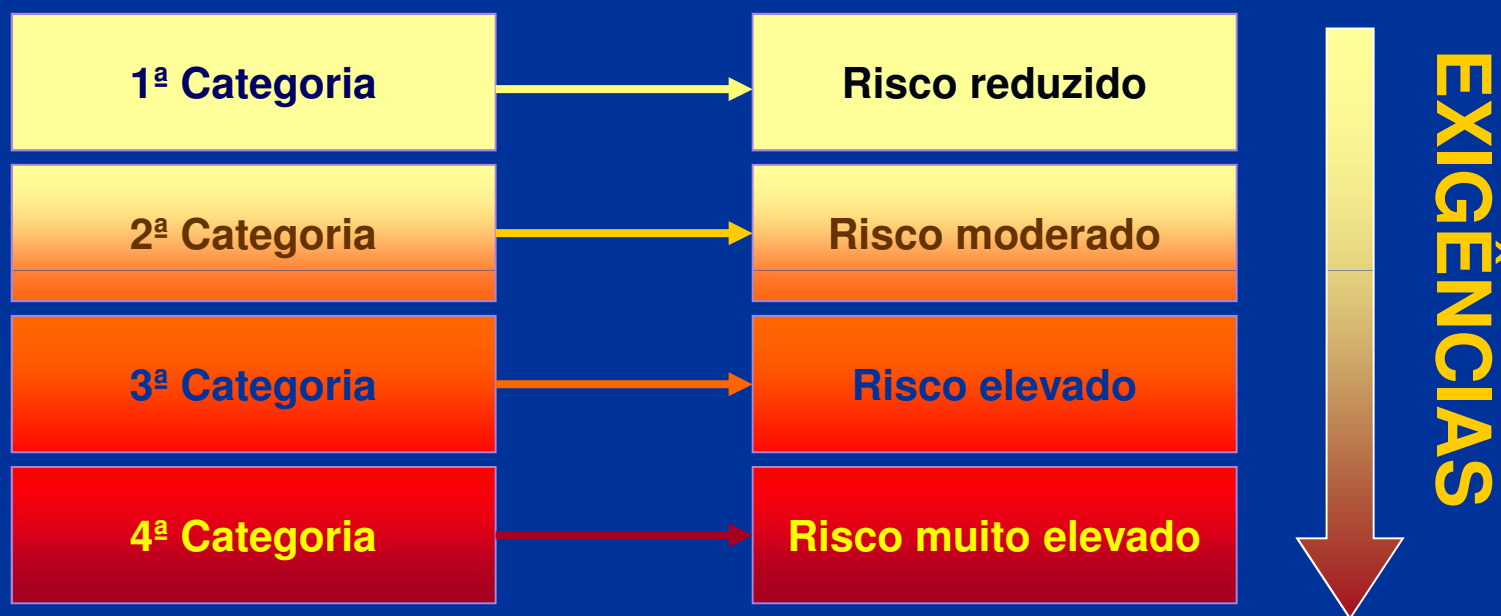 1ª Categoria
Risco reduzido
2ª Categoria
Risco moderado
3ª Categoria
Risco elevado
4ª Categoria
Risco muito elevado
EXIGÊNCIAS